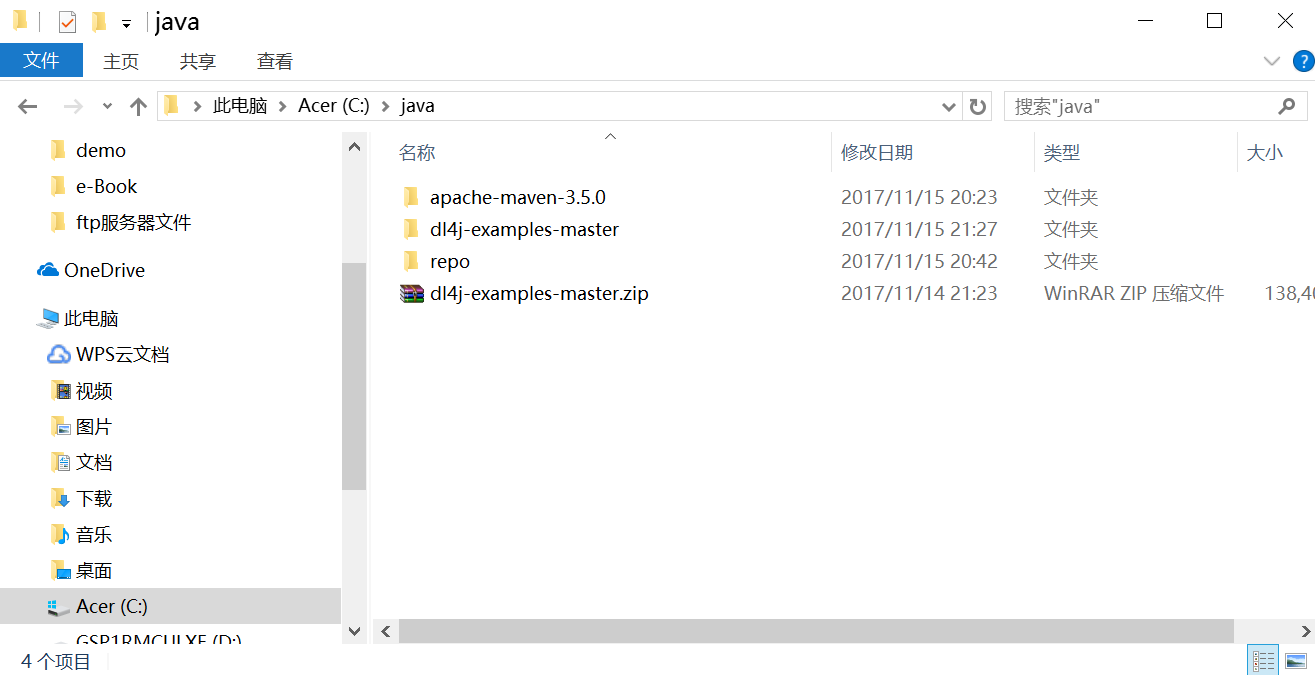 java
文件 主页 共享 查看
此电脑 Acer (C:) java 搜索"java"
demo
e-Book
ftp服务器文件
OneDrive
此电脑
WPS云文档
视频
图片
文档
下载
音乐
桌面
Acer (C:)
名称 修改日期 类型 大小
apache-maven-3.5.0 2017/11/15 20:23 文件夹
dl4j-examples-master 2017/11/15 21:27 文件夹
repo 2017/11/15 20:42 文件夹
dl4j-examples-master.zip 2017/11/14 21:23 WinRAR ZIP 压缩文件
4 个项目